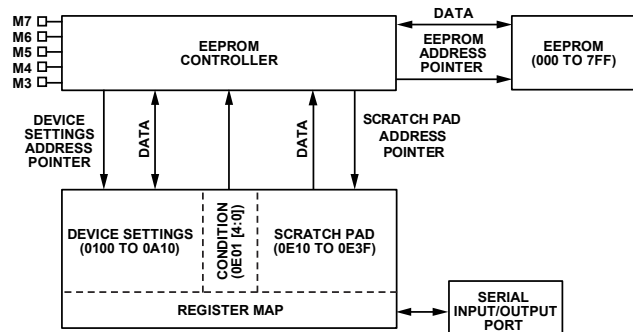 M7
M6
M5
M4
M3
EEPROM
CONTROLLER
DATA
EEPROM
ADDRESS
POINTER
EEPROM
(000 TO 7FF)
DEVICE
SETTINGS
ADDRESS
POINTER
DATA
DATA
SCRATCH PAD
ADDRESS
POINTER
DEVICE SETTINGS
(0100 TO 0A10)
CONDITION
(0E01 [4:0])
SCRATCH PAD
(0E10 TO 0E3F)
REGISTER MAP
SERIAL
INPUT/OUTPUT
PORT